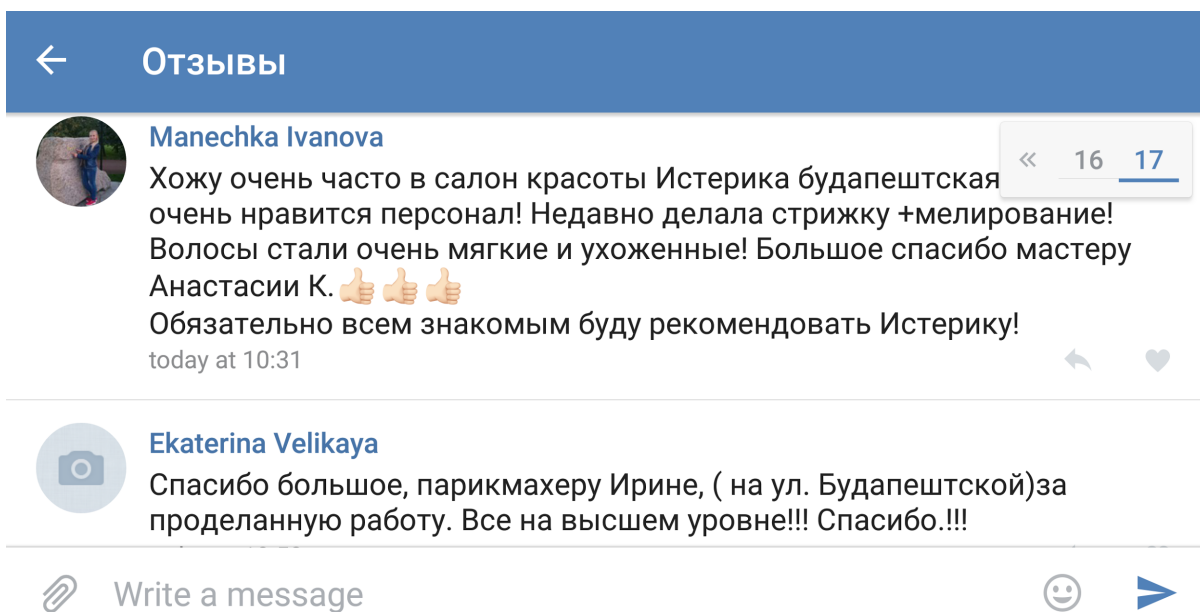 Отзывы
Manechka Ivanova
« 16 17
Хожу очень часто в салон красоты Истерика будапештская
очень нравится персонал! Недавно делала стрижку +мелирование!
Волосы стали очень мягкие и ухоженные! Большое спасибо мастеру
Анастасии К.👍🏻👍🏻👍🏻
Обязательно всем знакомым буду рекомендовать Истерику!
today at 10:31
Ekaterina Velikaya
Спасибо большое, парикмахеру Ирине, ( на ул. Будапештской)за
проделанную работу. Все на высшем уровне!!! Спасибо.!!!
Write a message